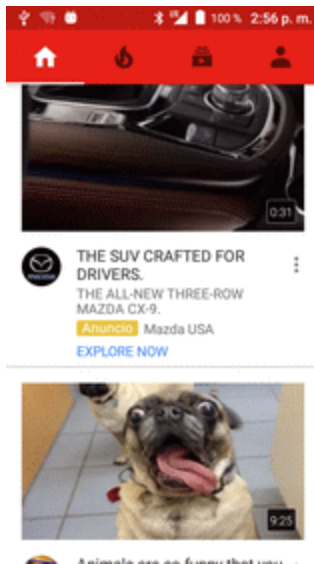 100 % 2:56 p. m.
0:31
THE SUV CRAFTED FOR
DRIVERS.
THE ALL-NEW THREE-ROW
MAZDA CX-9.
Anuncio Mazda USA
EXPLORE NOW
9:25
Animals are so funny that you